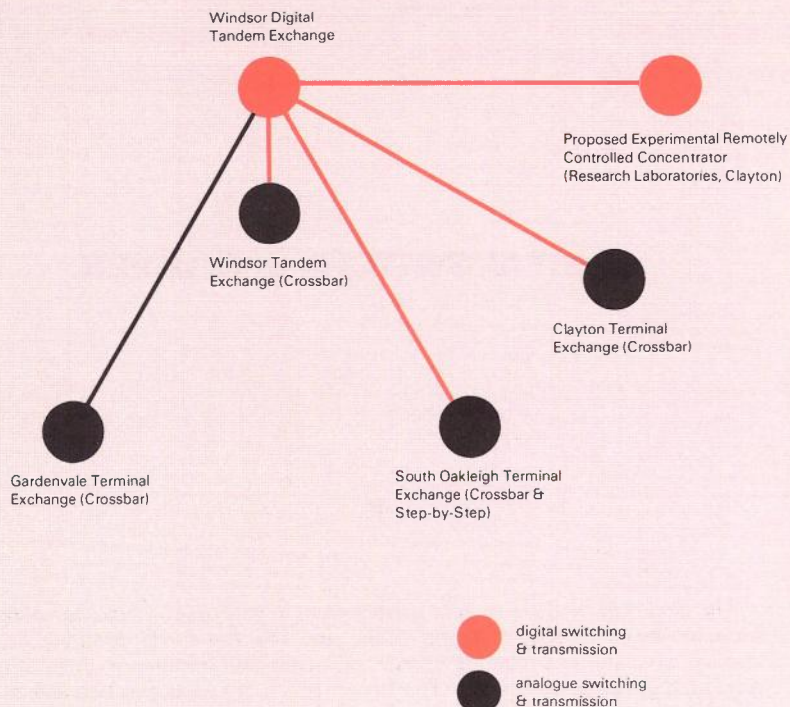 Windsor Digital
Tandem Exchange
Proposed Experimental Remotely
Controlled Concentrator
(Research Laboratories, Clayton)
Windsor Tandem
Exchange (Crossbar)
Clayton Terminal
Exchange (Crossbar)
Gardenvale Terminal
Exchange (Crossbar)
South Oakleigh Terminal
Exchange (Crossbar &
Step-by-Step)
digital switching
& transmission
analogue switching
& transmission